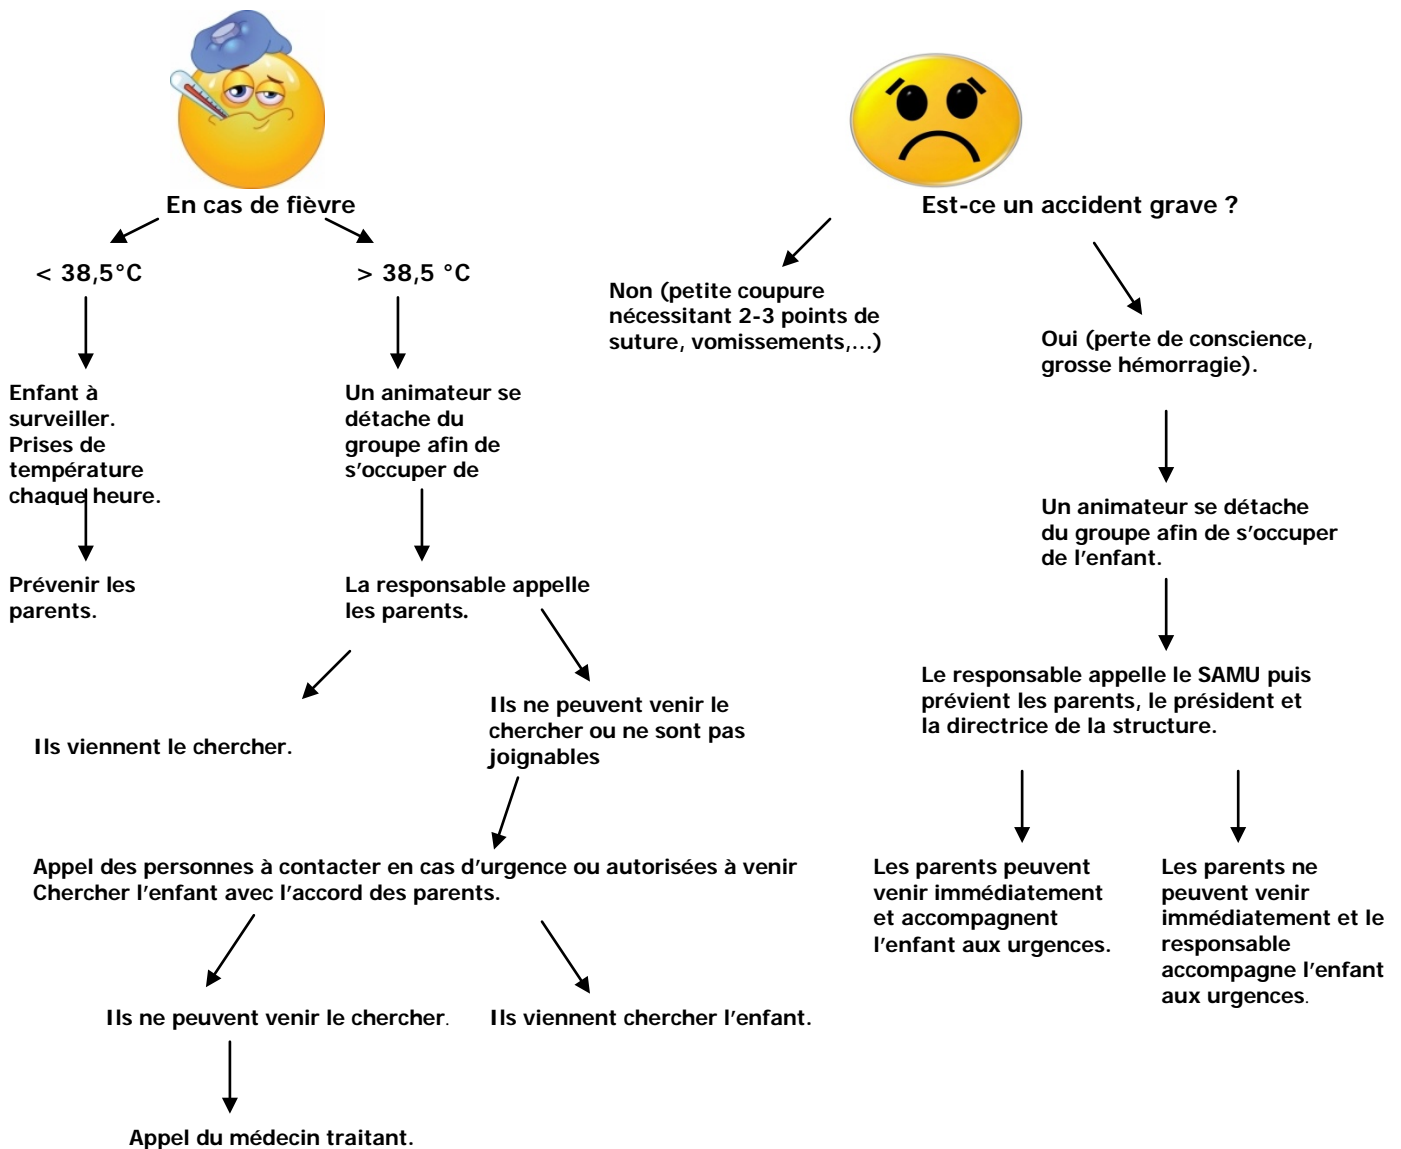 En cas de fièvre
< 38,5°C
> 38,5 °C
Enfant à
surveiller.
Prises de
température
chaque heure.
Un animateur se
détache du
groupe afin de
s'occuper de
Prévenir les
parents.
La responsable appelle
les parents.
Ils viennent le chercher.
Ils ne peuvent venir le
chercher ou ne sont pas
joignables
Appel des personnes à contacter en cas d'urgence ou autorisées à venir
Chercher l'enfant avec l'accord des parents.
Ils ne peuvent venir le chercher.
Ils viennent chercher l'enfant.
Appel du médecin traitant.
Est-ce un accident grave ?
Non (petite coupure
nécessitant 2-3 points de
suture, vomissements,...)
Oui (perte de conscience,
grosse hémorragie).
Un animateur se détache
du groupe afin de s'occuper
de l'enfant.
Le responsable appelle le SAMU puis
prévient les parents, le président et
la directrice de la structure.
Les parents peuvent
venir immédiatement
et accompagnent
l'enfant aux urgences.
Les parents ne
peuvent venir
immédiatement et le
responsable
accompagne l'enfant
aux urgences.